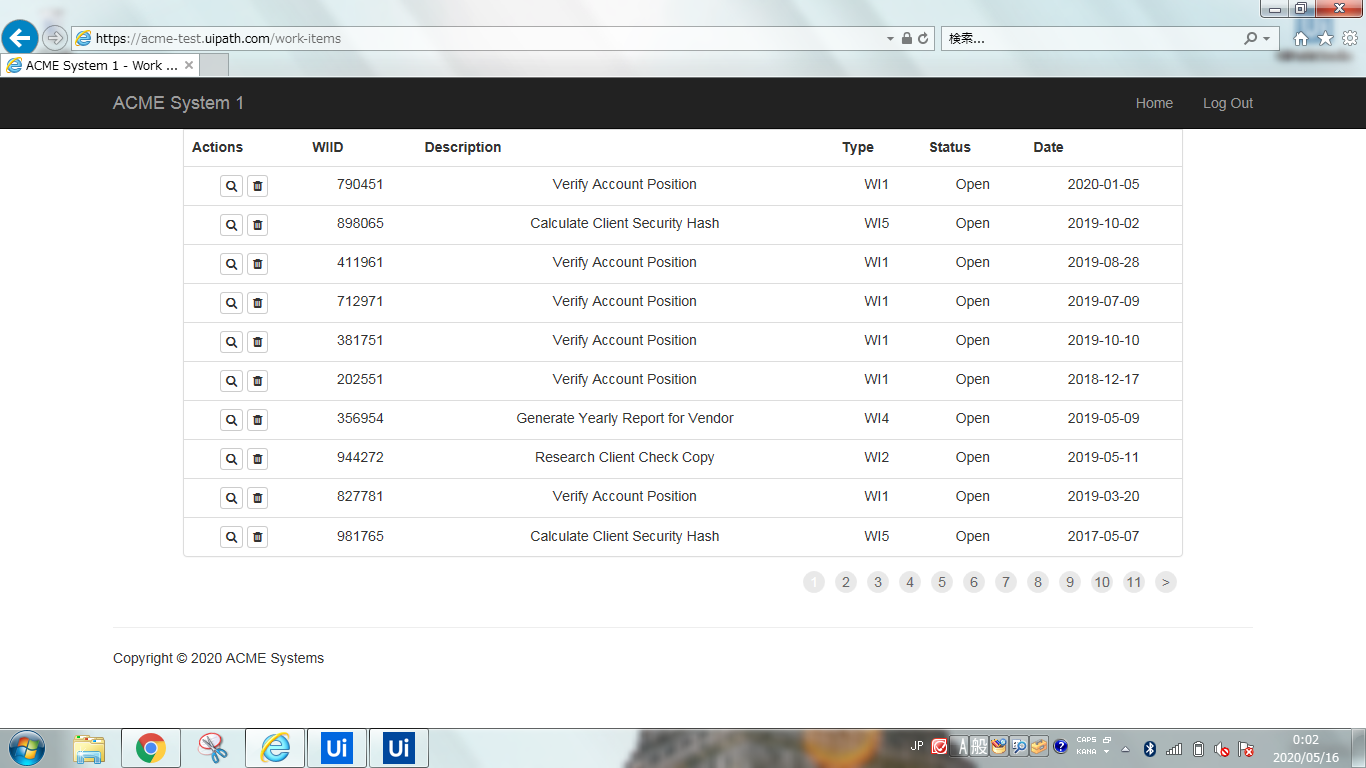 https://acme-test.uipath.com/work-items
検索...
ACME System 1 - Work ...
ACME System 1 Home Log Out
Actions WIID Description Type Status Date
790451 Verify Account Position WI1 Open 2020-01-05
898065 Calculate Client Security Hash WI5 Open 2019-10-02
411961 Verify Account Position WI1 Open 2019-08-28
712971 Verify Account Position WI1 Open 2019-07-09
381751 Verify Account Position WI1 Open 2019-10-10
202551 Verify Account Position WI1 Open 2018-12-17
356954 Generate Yearly Report for Vendor WI4 Open 2019-05-09
944272 Research Client Check Copy WI2 Open 2019-05-11
827781 Verify Account Position WI1 Open 2019-03-20
981765 Calculate Client Security Hash WI5 Open 2017-05-07
1 2 3 4 5 6 7 8 9 10 11 >
Copyright © 2020 ACME Systems
Ui Ui
JP A 般 CAPS KANA
0:02
2020/05/16